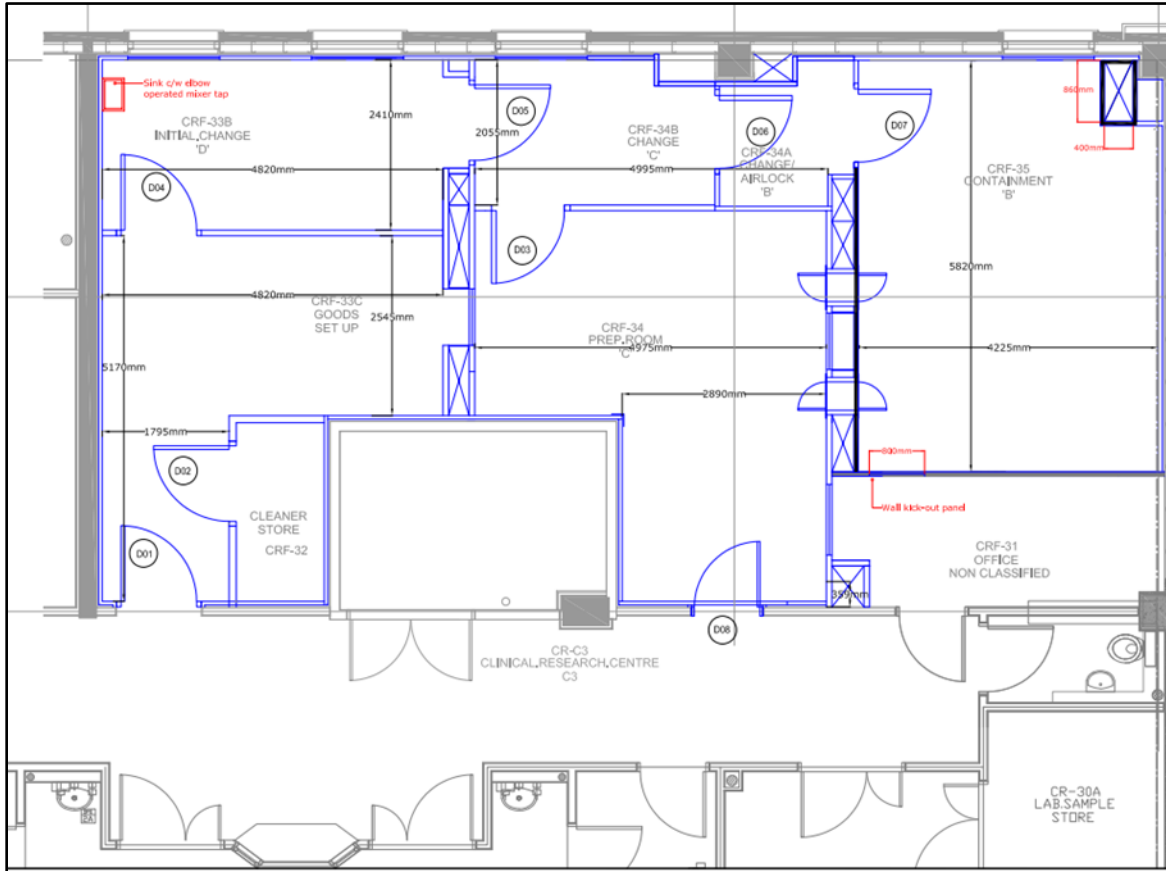 Sink c/w elbow
operated mixer tap
CRF-33B
INITIAL.CHANGE
'D'
2410mm
4820mm
D04
D05
2055mm
CRF-34B
CHANGE
'C'
4995mm
D06
CRF-34A
CHANGE/
AIRLOCK
'B'
D07
860mm
400mm
CRF-35
CONTAINMENT
'B'
5820mm
4225mm
D03
4820mm
CRF-33C
GOODS
SET UP
2545mm
5170mm
1795mm
CRF-34
PREP.ROOM
'C'
4975mm
2890mm
D02
D01
CLEANER
STORE
CRF-32
800mm
Wall kick-out panel
CRF-31
OFFICE
NON CLASSIFIED
359mm
D08
CR-C3
CLINICAL.RESEARCH.CENTRE
C3
CR-30A
LAB.SAMPLE
STORE